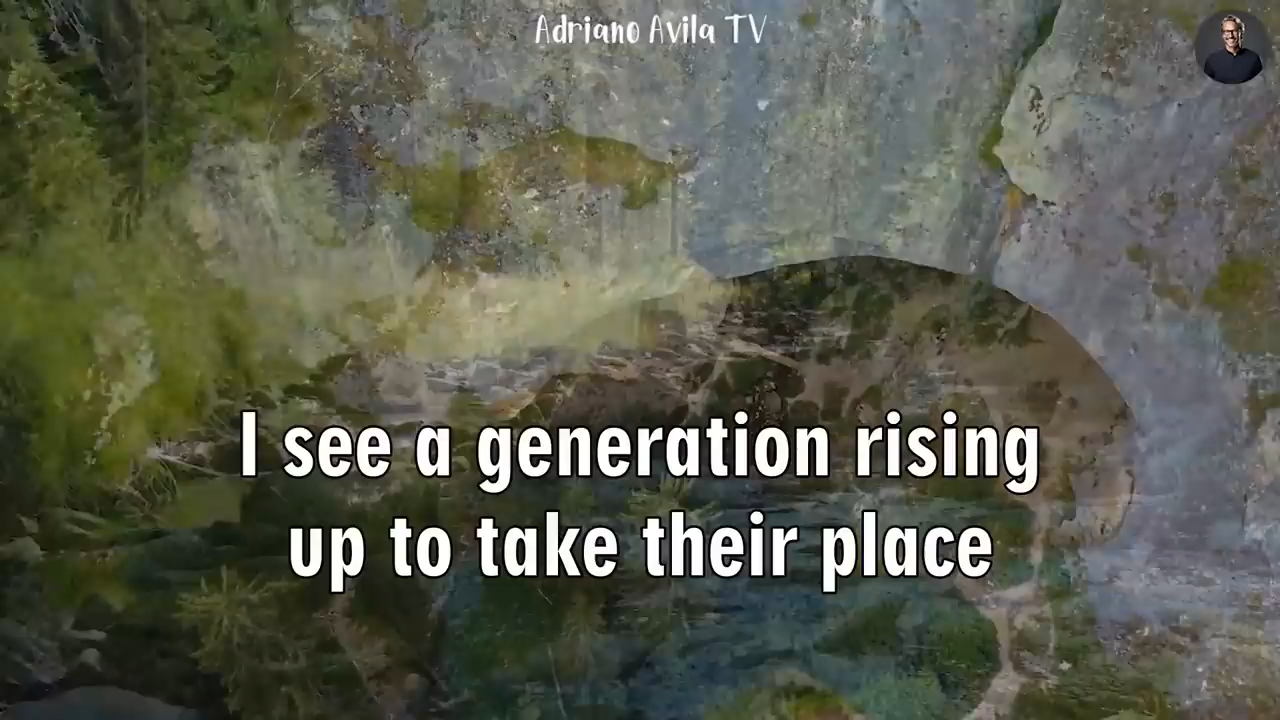 Adriano Avila TV
I see a generation rising
up to take their place